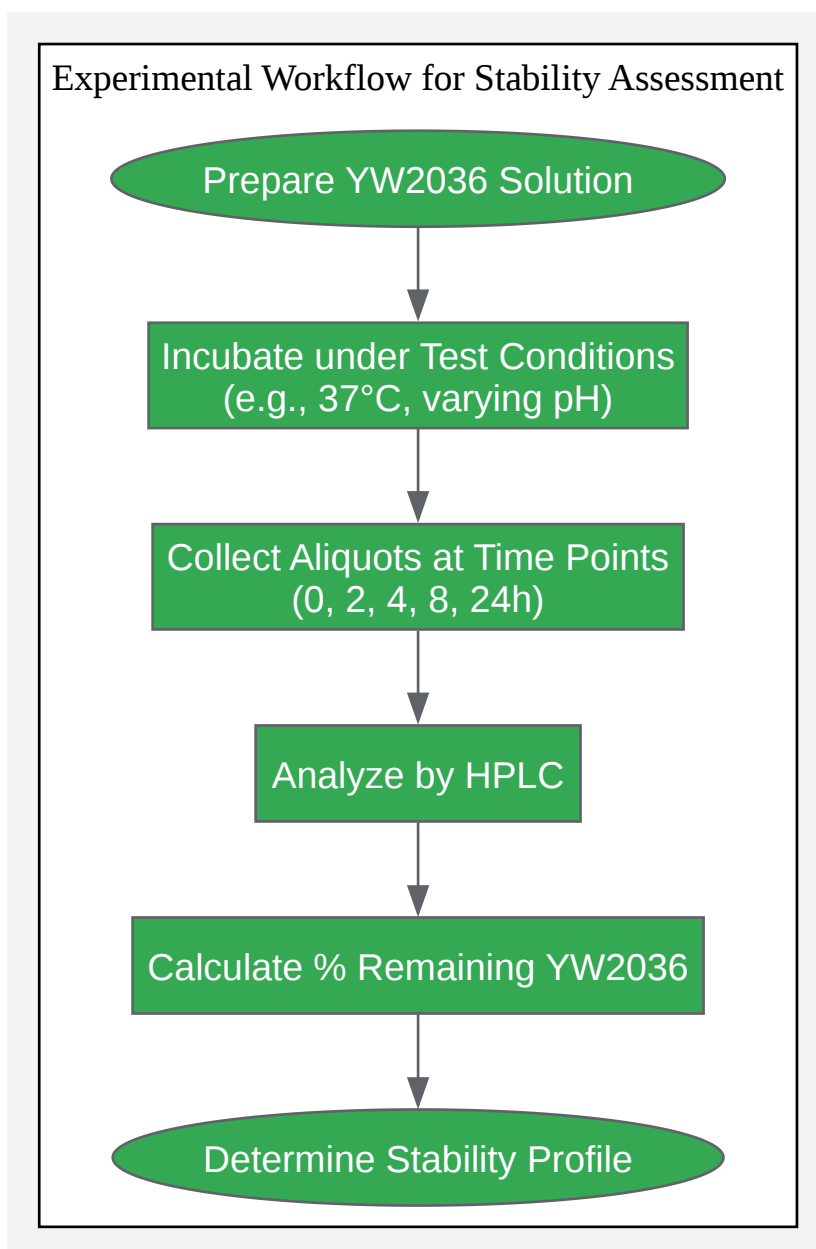 Experimental Workflow for Stability Assessment
Prepare YW2036 Solution
Incubate under Test Conditions
(e.g., 37°C, varying pH)
Collect Aliquots at Time Points
(0, 2, 4, 8, 24h)
Analyze by HPLC
Calculate % Remaining YW2036
Determine Stability Profile